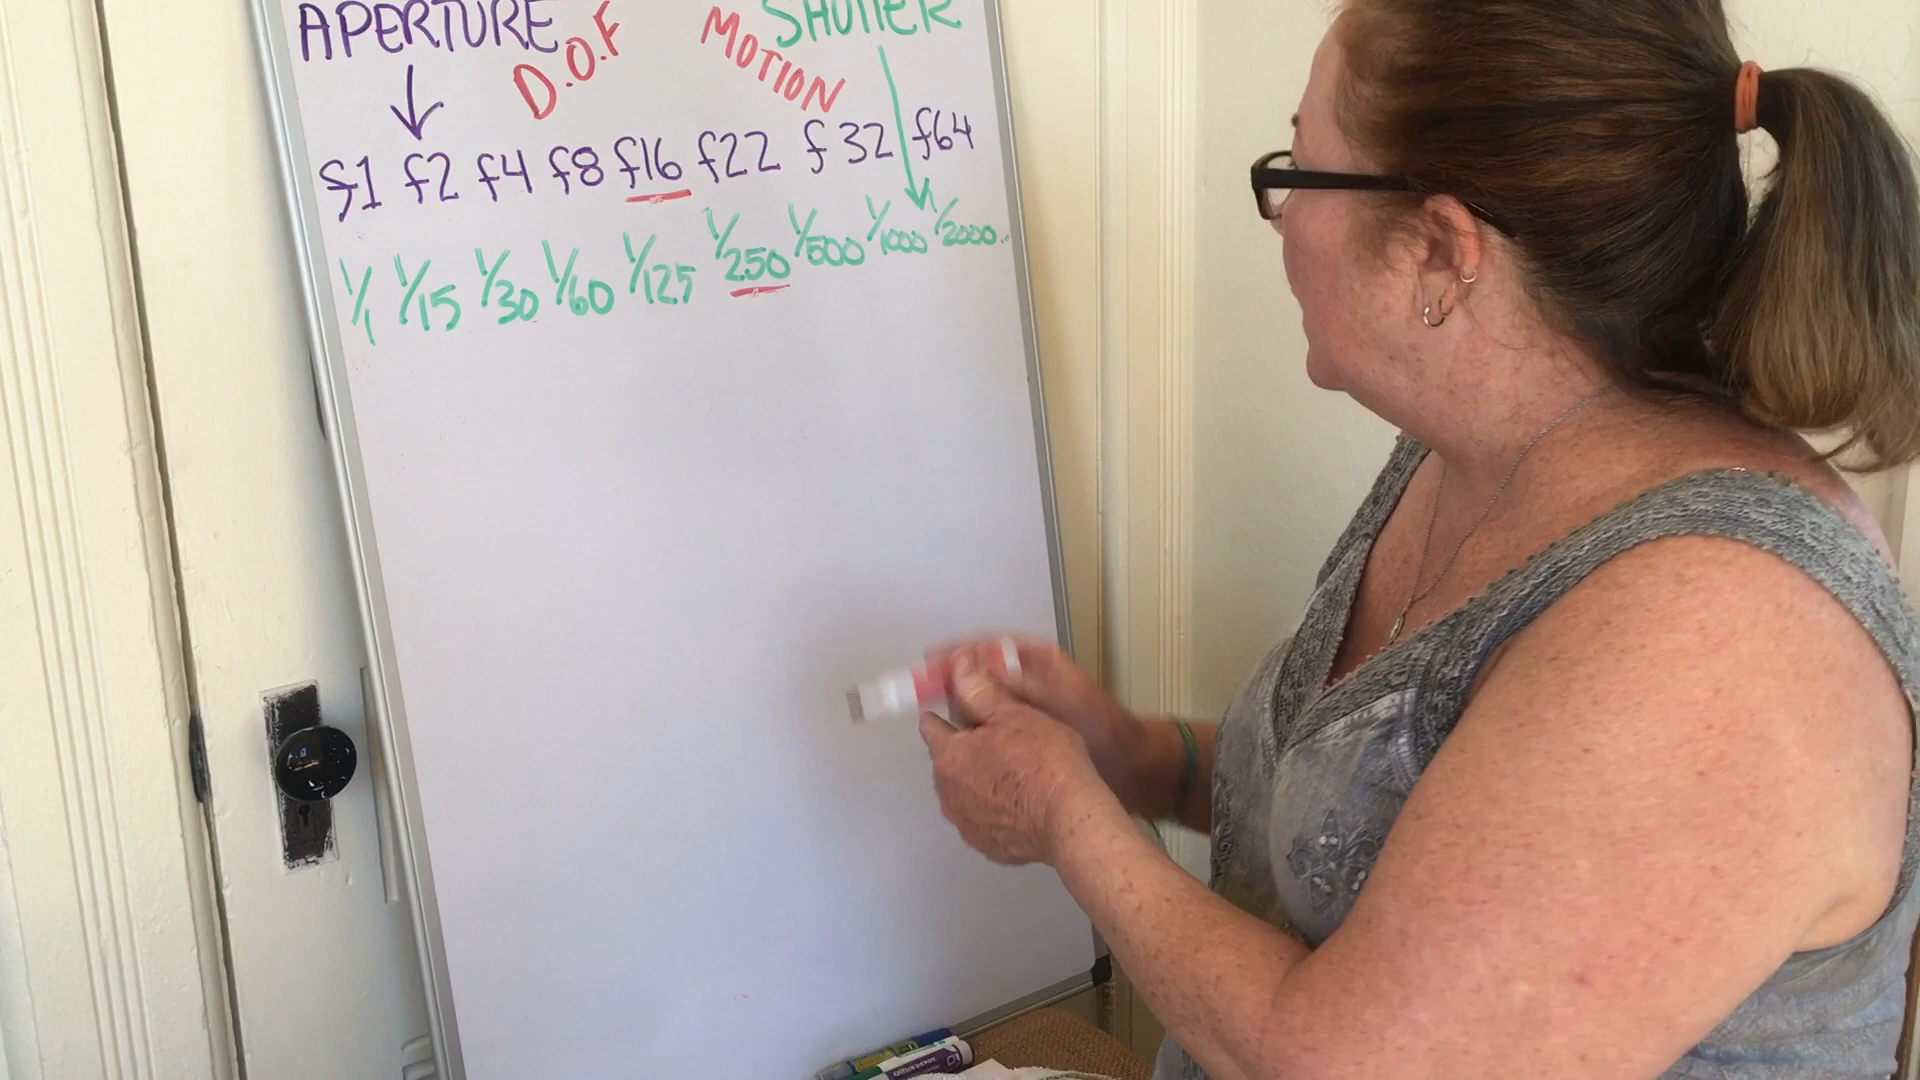 APERTURE SHUTTER
D.O.F MOTION
f1 f2 f4 f8 f16 f22 f32 f64
1/1 1/15 1/30 1/60 1/125 1/250 1/500 1/1000 1/2000..